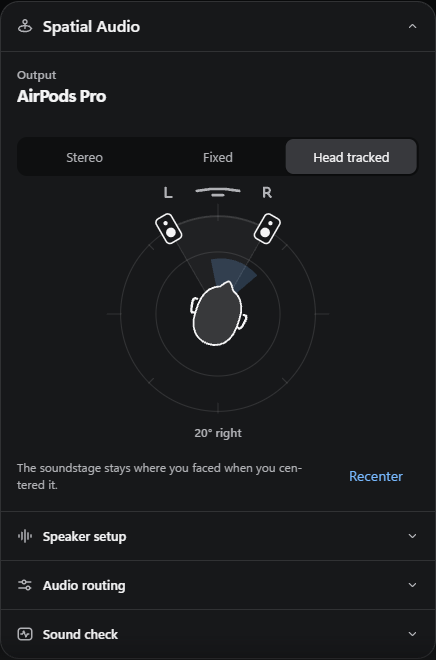 Spatial Audio
Output
AirPods Pro
Stereo
Fixed
Head tracked
L
R
20° right
The soundstage stays where you faced when you cen-
tered it.
Recenter
Speaker setup
Audio routing
Sound check